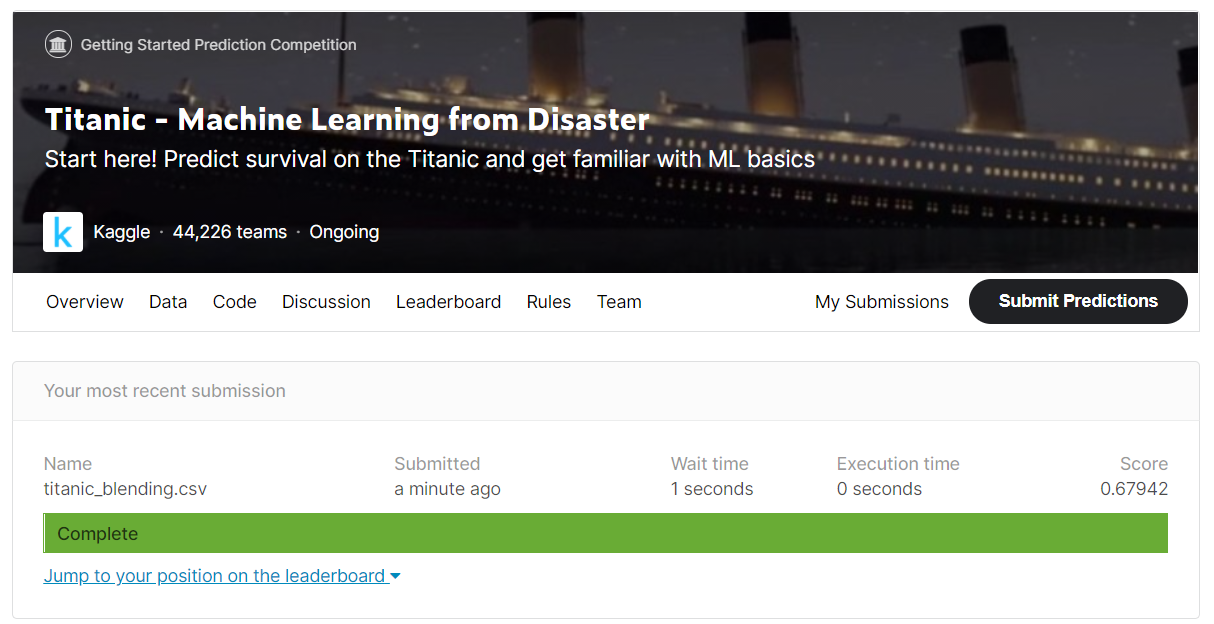 Getting Started Prediction Competition
Titanic - Machine Learning from Disaster
Start here! Predict survival on the Titanic and get familiar with ML basics
k Kaggle · 44,226 teams · Ongoing
Overview Data Code Discussion Leaderboard Rules Team My Submissions Submit Predictions
Your most recent submission
Name Submitted Wait time Execution time Score
titanic_blending.csv a minute ago 1 seconds 0 seconds 0.67942
Complete
Jump to your position on the leaderboard